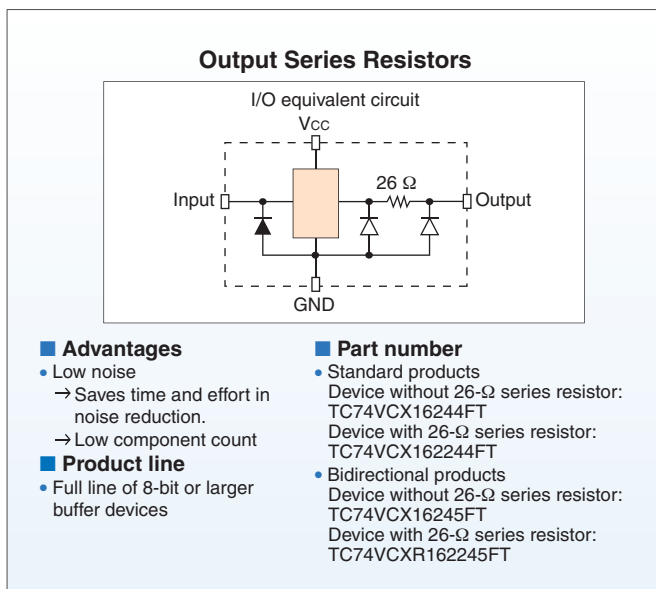 Output Series Resistors
I/O equivalent circuit
VCC
26 Ω
Input
Output
GND
Advantages
• Low noise
→ Saves time and effort in
noise reduction.
→ Low component count
Product line
• Full line of 8-bit or larger
buffer devices
Part number
• Standard products
Device without 26-Ω series resistor:
TC74VCX16244FT
Device with 26-Ω series resistor:
TC74VCX162244FT
• Bidirectional products
Device without 26-Ω series resistor:
TC74VCX16245FT
Device with 26-Ω series resistor:
TC74VCXR162245FT